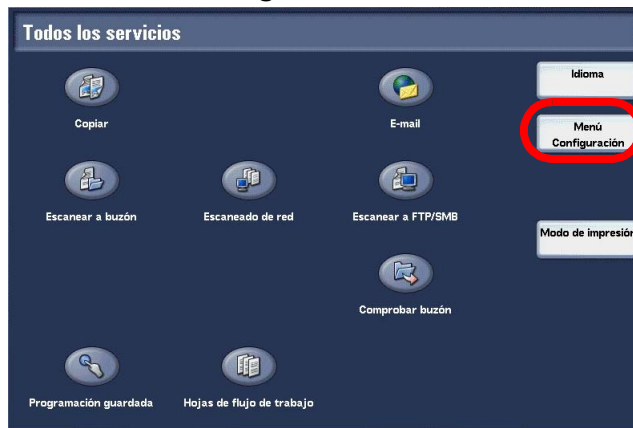 Todos los servicios
Idioma
Copiar
E-mail
Menú
Configuración
Escanear a buzón
Escaneado de red
Escanear a FTP/SMB
Modo de impresión
Comprobar buzón
Programación guardada
Hojas de flujo de trabajo